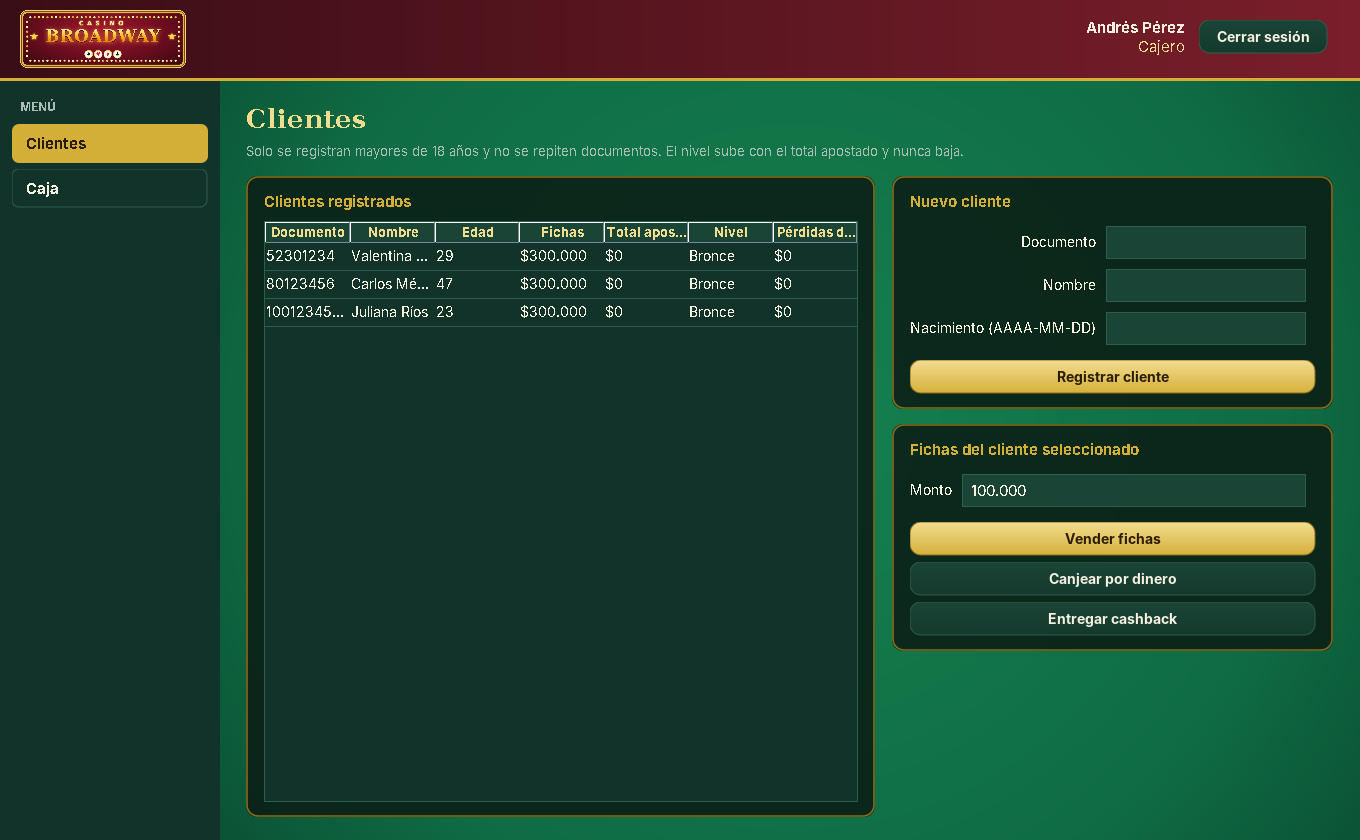 CASINO
BROADWAY
Andrés Pérez
Cajero
Cerrar sesión
MENÚ
Clientes
Caja
Clientes
Solo se registran mayores de 18 años y no se repiten documentos. El nivel sube con el total apostado y nunca baja.
Clientes registrados
Documento Nombre Edad Fichas Total apos... Nivel Pérdidas d...
52301234 Valentina ... 29 $300.000 $0 Bronce $0
80123456 Carlos Mé... 47 $300.000 $0 Bronce $0
10012345... Juliana Ríos 23 $300.000 $0 Bronce $0
Nuevo cliente
Documento
Nombre
Nacimiento (AAAA-MM-DD)
Registrar cliente
Fichas del cliente seleccionado
Monto 100.000
Vender fichas
Canjear por dinero
Entregar cashback